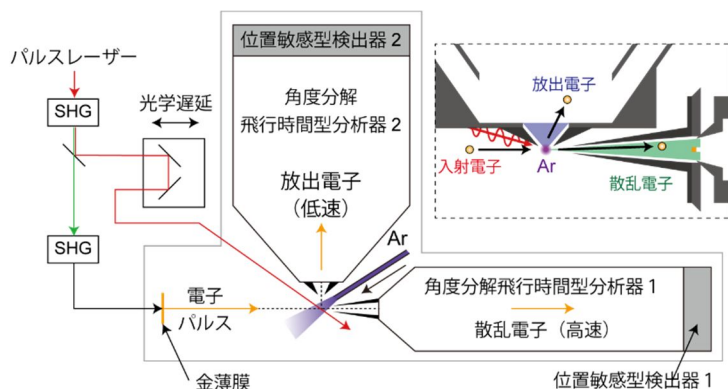 パルスレーザー
SHG
光学遅延
SHG
電子
パルス
金薄膜
位置敏感型検出器 2
角度分解
飛行時間型分析器 2
放出電子
(低速)
Ar
角度分解飛行時間型分析器 1
散乱電子（高速）
位置敏感型検出器 1
放出電子
入射電子
Ar
散乱電子